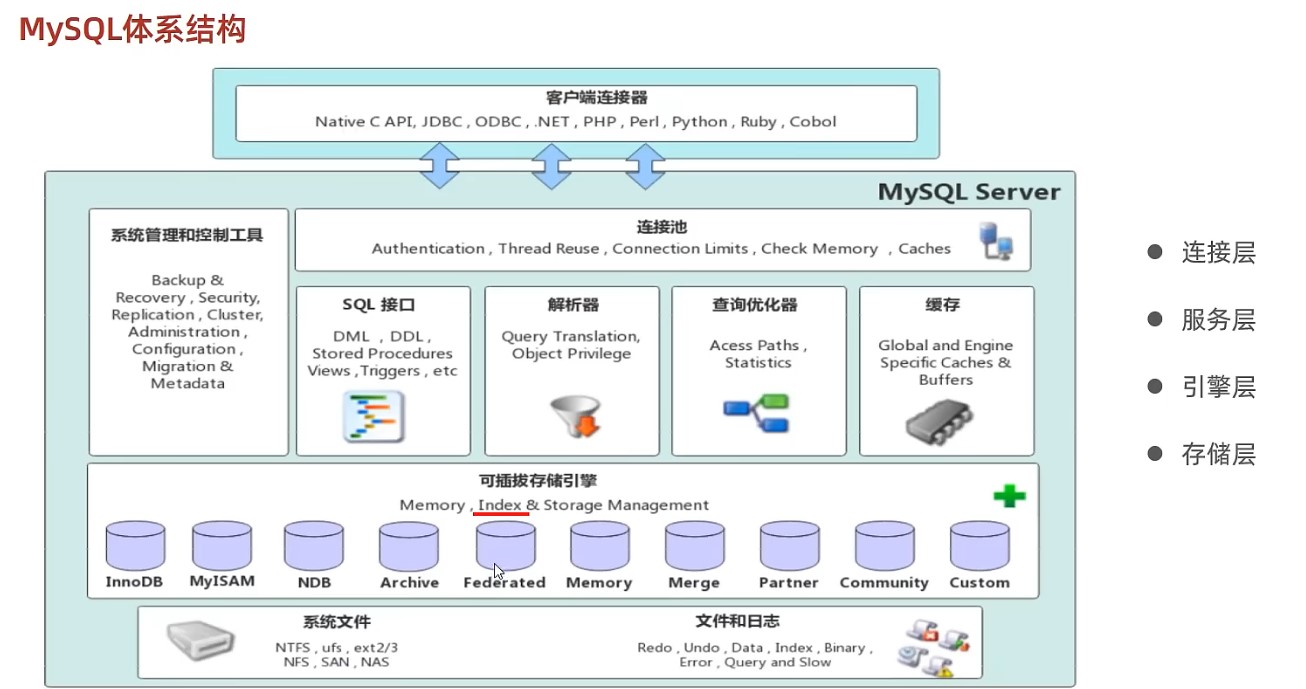 MySQL体系结构
客户端连接器
Native C API, JDBC , ODBC , .NET , PHP , Perl , Python , Ruby , Cobol
MySQL Server
系统管理和控制工具
Backup &
Recovery , Security,
Replication , Cluster,
Administration ,
Configuration ,
Migration &
Metadata
连接池
Authentication , Thread Reuse , Connection Limits , Check Memory , Caches
SQL 接口
DML , DDL ,
Stored Procedures
Views ,Triggers , etc
解析器
Query Translation,
Object Privilege
查询优化器
Acess Paths ,
Statistics
缓存
Global and Engine
Specific Caches &
Buffers
可插拔存储引擎
Memory , Index & Storage Management
InnoDB
MyISAM
NDB
Archive
Federated
Memory
Merge
Partner
Community
Custom
系统文件
NTFS , ufs , ext2/3
NFS , SAN , NAS
文件和日志
Redo , Undo , Data , Index , Binary ,
Error , Query and Slow
连接层
服务层
引擎层
存储层